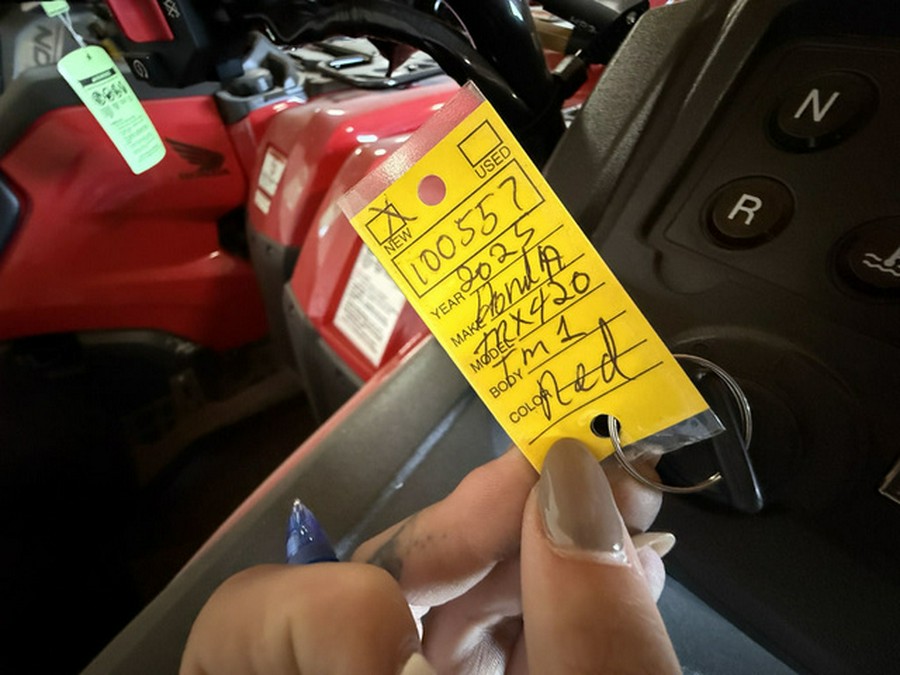 USED
NEW
100557
YEAR 2025
MAKE Honda
MODEL TRX420
BODY Fm1
COLOR Red
N
R